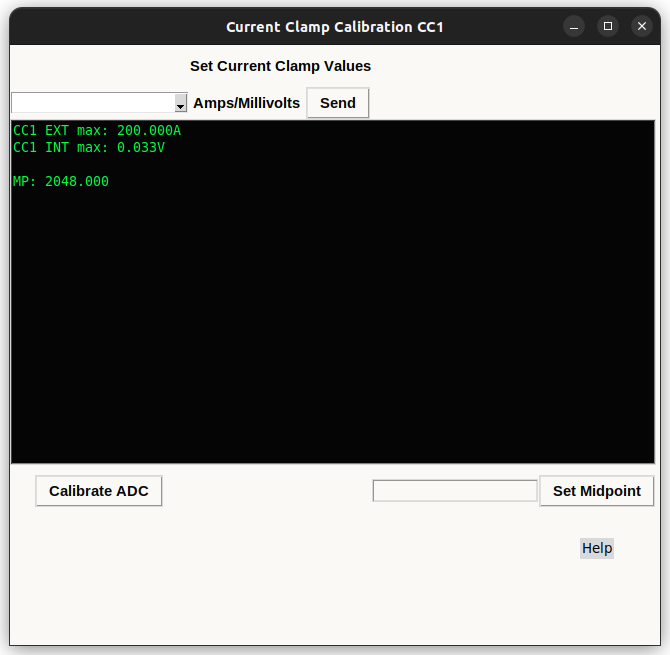 Current Clamp Calibration CC1
Set Current Clamp Values
Amps/Millivolts Send
CC1 EXT max: 200.000A
CC1 INT max: 0.033V
MP: 2048.000
Calibrate ADC Set Midpoint
Help